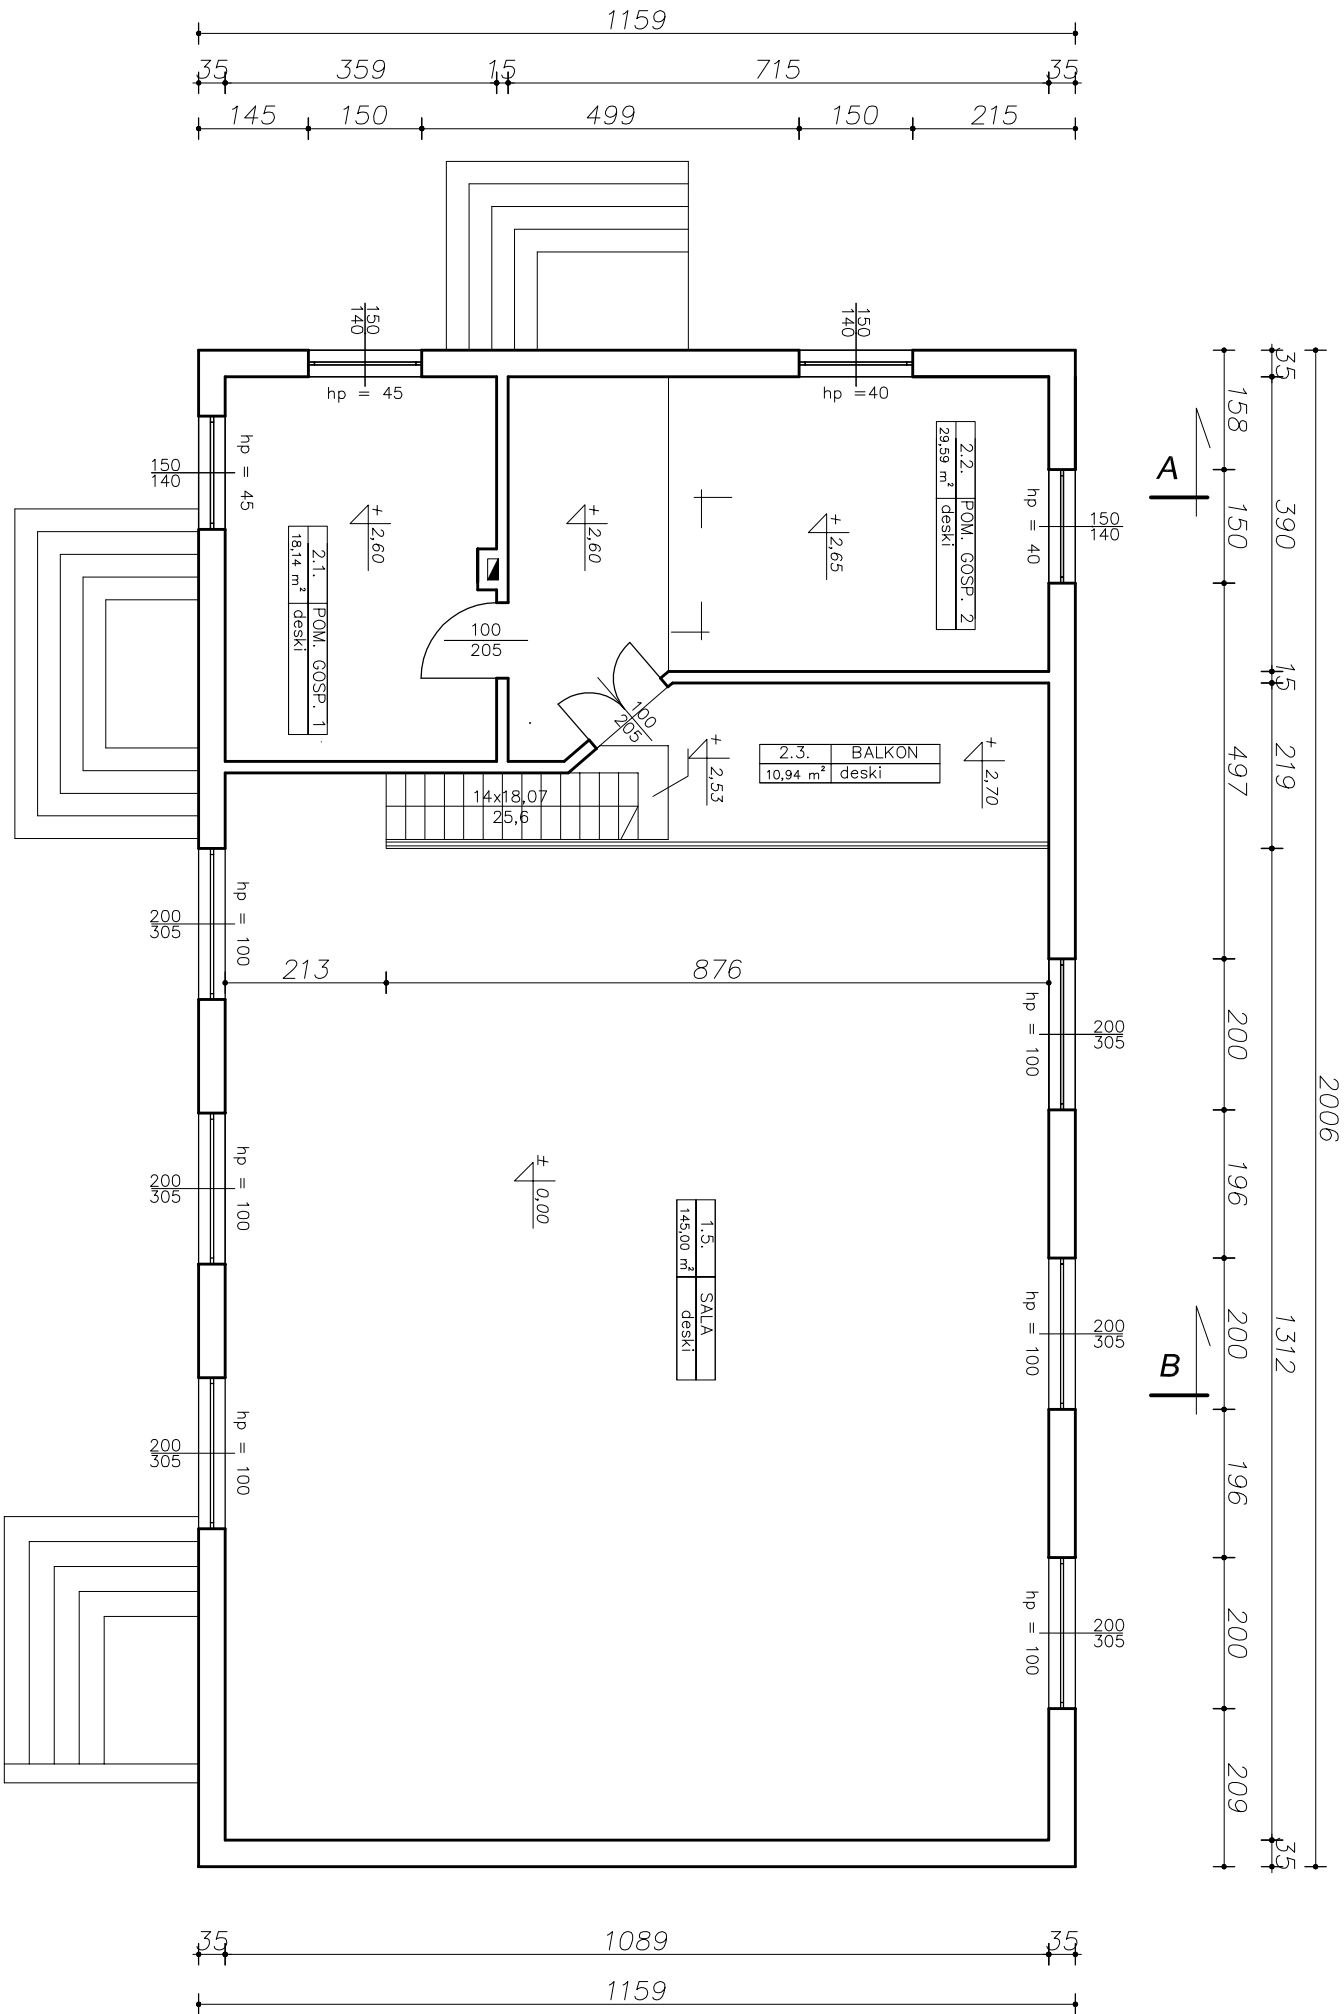 1159
35 359 15 715 35
145 150 499 150 215
150
140
150
140
hp = 45
hp =40
35
158
A
150
140
hp = 45
2.2. POM. GOSP. 2
29,59 m² deski
hp = 40
150
140
150
390
2006
+
2,60
+
2,60
+
2,65
2.1. POM. GOSP. 1
18,14 m² deski
100
205
100
205
15
+
2,53
2.3. BALKON
10,94 m² deski
+
2,70
497
219
14x18,07
25,6
200
305
hp = 100
213 876
hp = 100
200
305
200
196
200
305
hp = 100
±
0,00
1.5. SALA
145,00 m² deski
hp = 100
200
305
B
200
1312
200
305
hp = 100
196
hp = 100
200
305
200
209
35
35 1089 35
1159